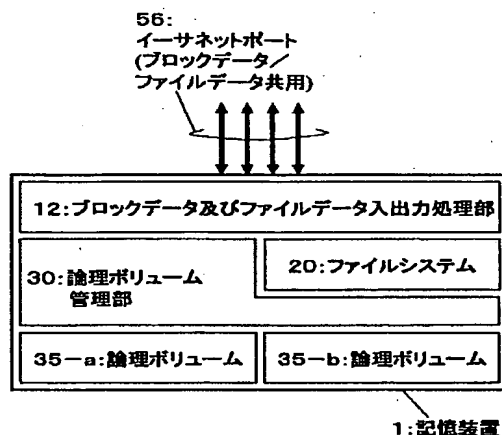 56:
イーサネットポート
(ブロックデータ/
ファイルデータ共用)
12:ブロックデータ及びファイルデータ入出力処理部
30:論理ボリューム
管理部
20:ファイルシステム
35-a:論理ボリューム
35-b:論理ボリューム
1:記憶装置